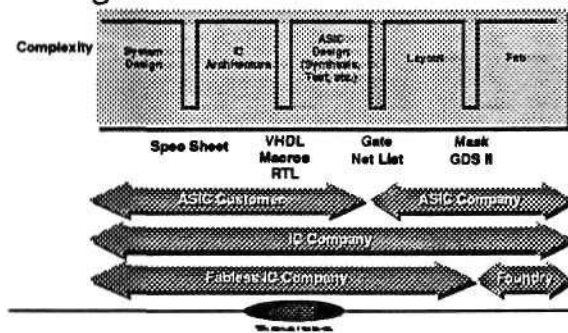 Complexity
System
Design
IC
Architecture
ASIC
Design
(Synthesis,
Test, etc.)
Layout
Fab
Spec Sheet
VHDL
Macros
RTL
Gate
Net List
Mask
GDS II
ASIC Customer
ASIC Company
IC Company
Fabless IC Company
Foundry